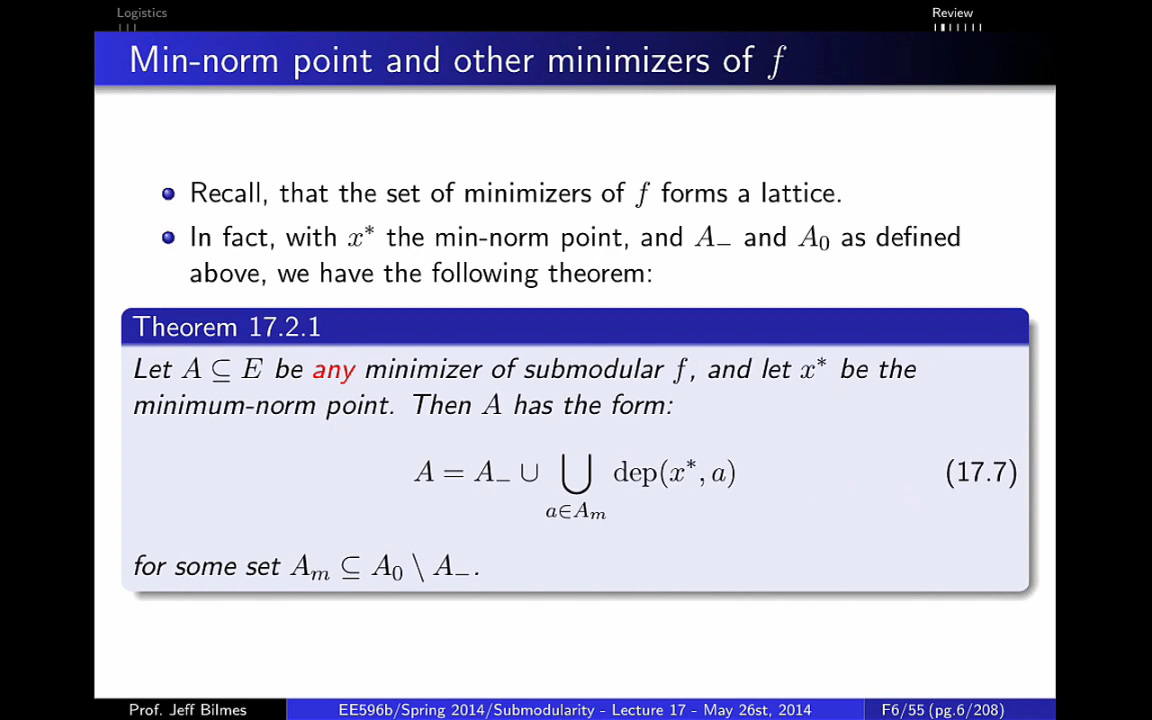 Logistics
Review
Min-norm point and other minimizers of f
Recall, that the set of minimizers of f forms a lattice.
In fact, with x* the min-norm point, and A₋ and A₀ as defined
above, we have the following theorem:
Theorem 17.2.1
Let A ⊆ E be any minimizer of submodular f, and let x* be the
minimum-norm point. Then A has the form:
A = A₋ ∪ ⋃_{a∈A_m} dep(x*, a) (17.7)
for some set A_m ⊆ A₀ \ A₋.
Prof. Jeff Bilmes
EE596b/Spring 2014/Submodularity - Lecture 17 - May 26st, 2014
F6/55 (pg.6/208)